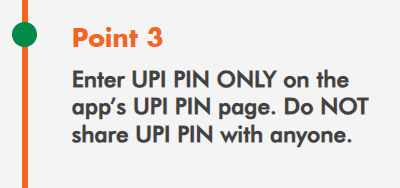 Point 3
Enter UPI PIN ONLY on the
app's UPI PIN page. Do NOT
share UPI PIN with anyone.